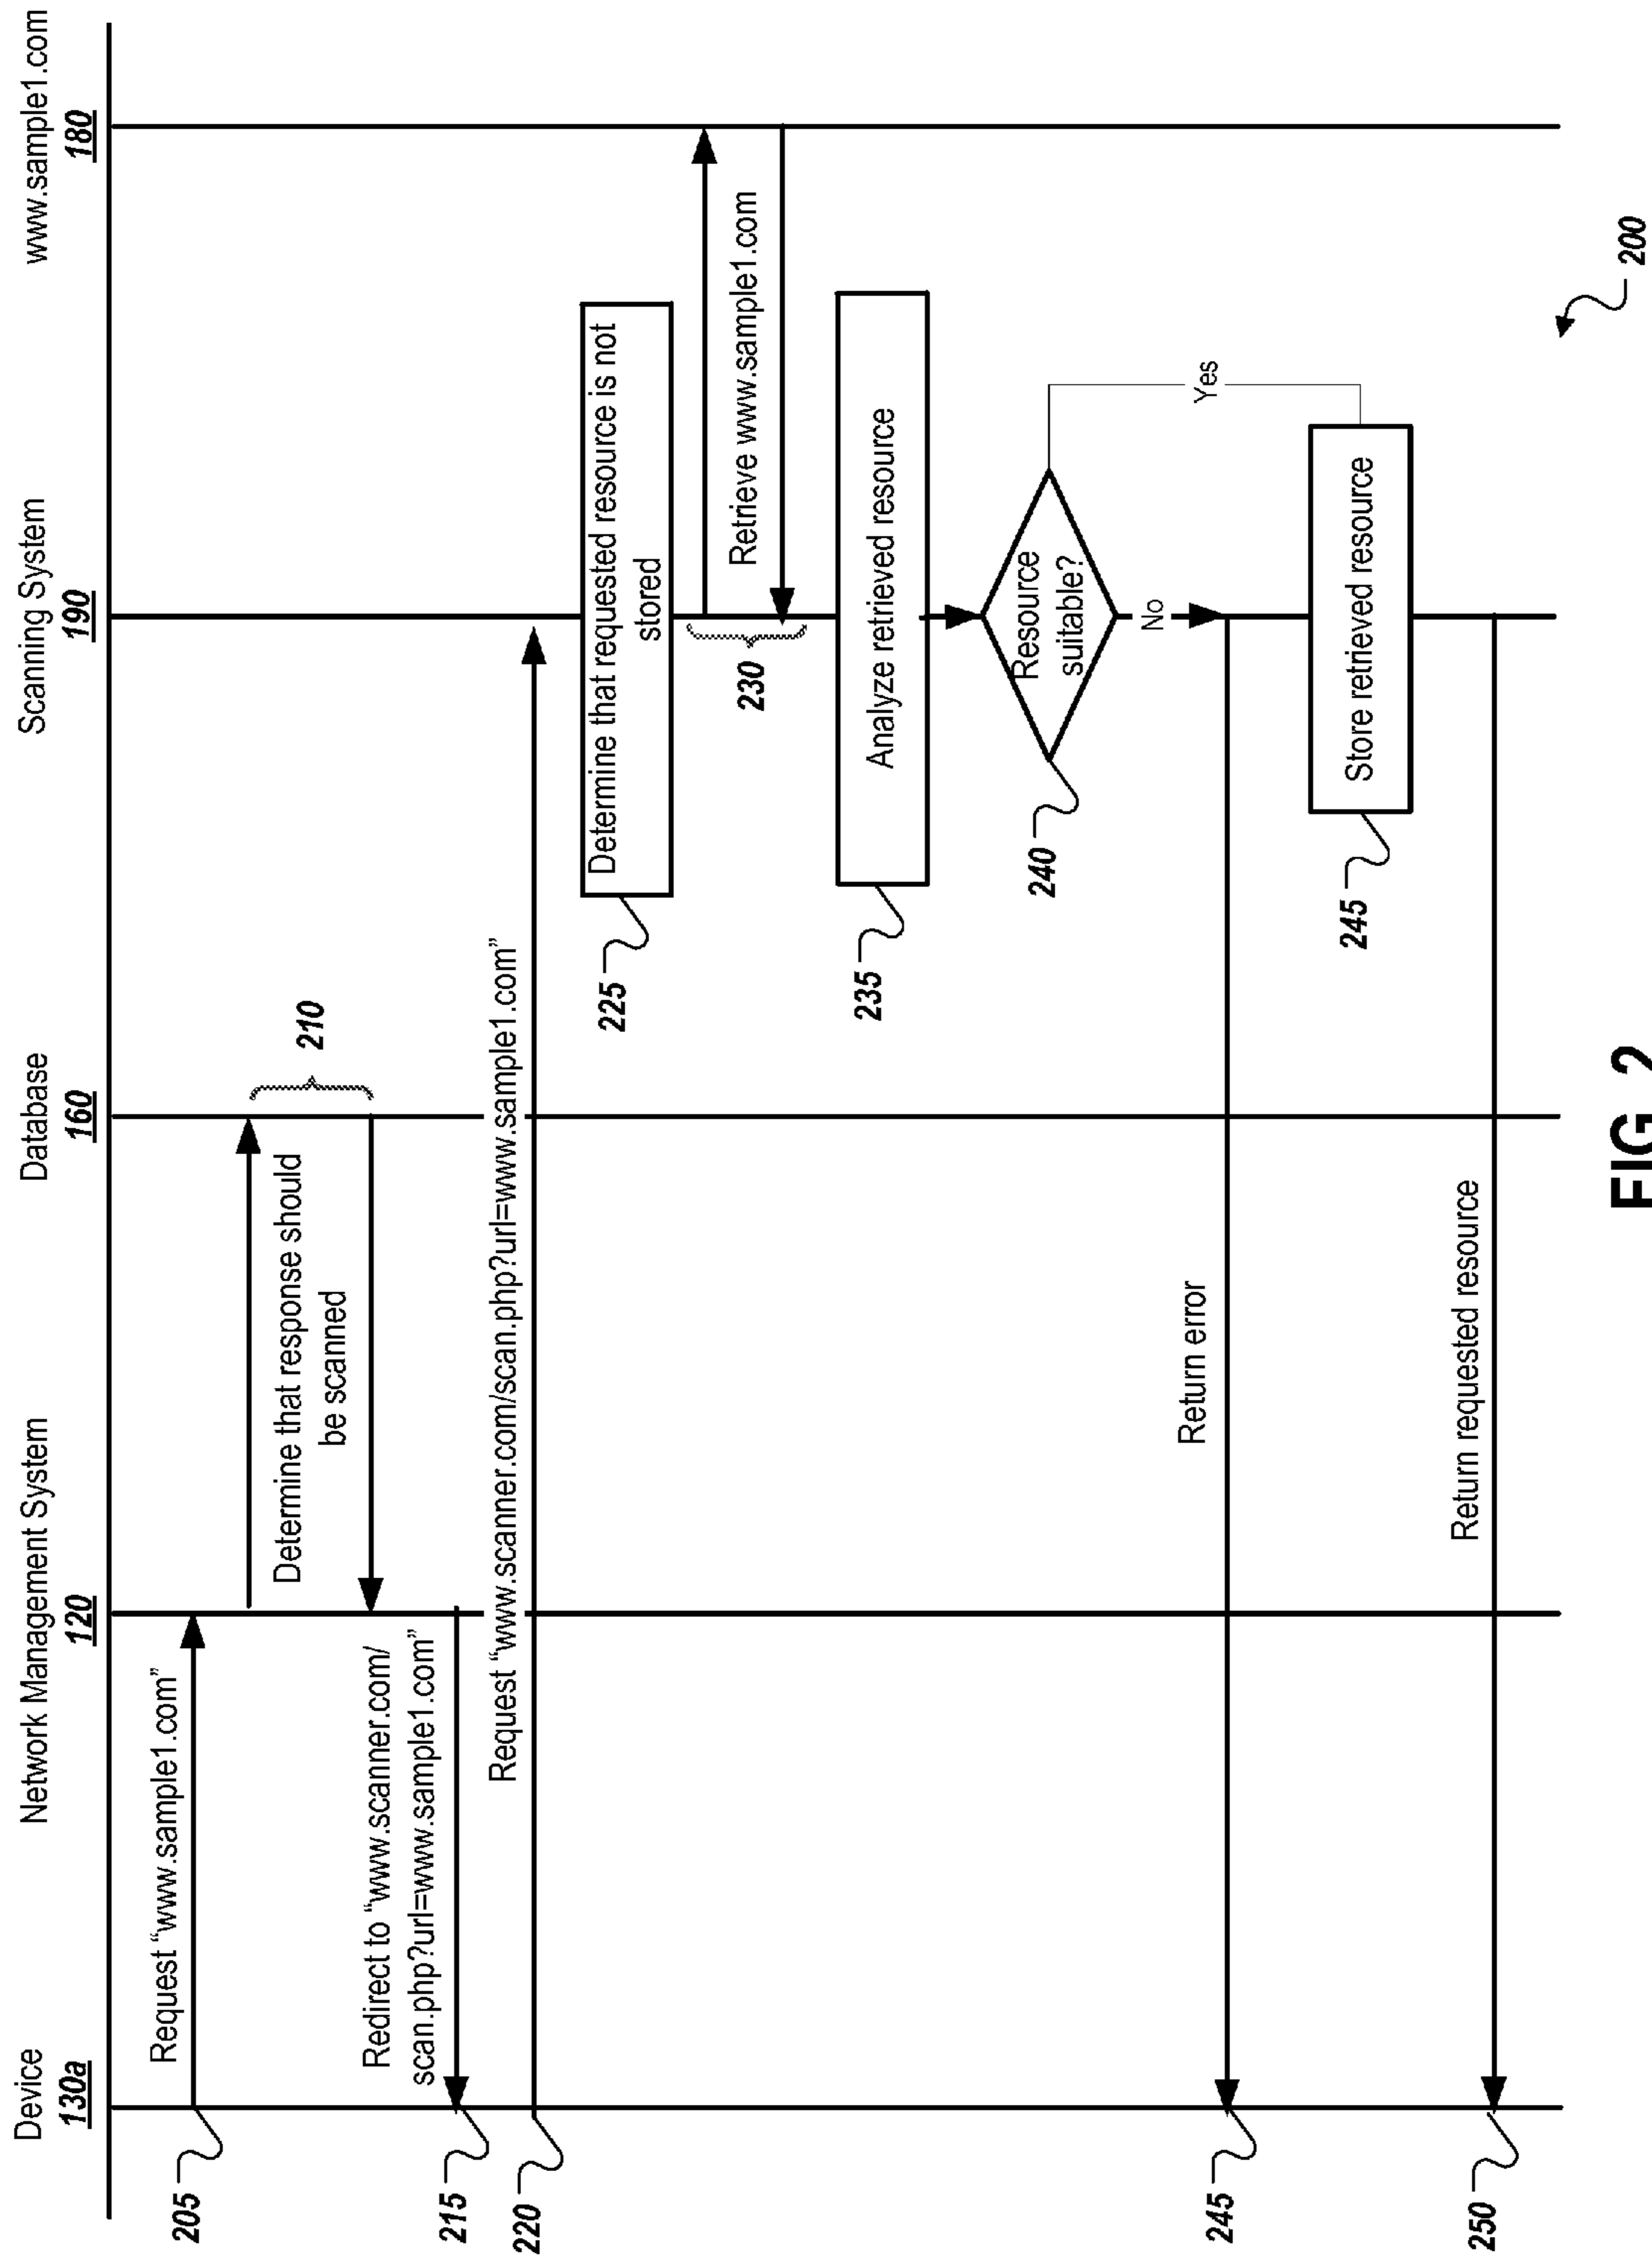 Device
130a
Network Management System
120
Database
160
Scanning System
190
www.sample1.com
180
205
Request “www.sample1.com”
Determine that response should
be scanned
210
215
Redirect to “www.scanner.com/
scan.php?url=www.sample1.com”
220
Request “www.scanner.com/scan.php?url=www.sample1.com”
225
Determine that requested resource is not
stored
230
Retrieve www.sample1.com
235
Analyze retrieved resource
240
Resource
suitable?
No
Yes
245
Return error
245
Store retrieved resource
250
Return requested resource
200
FIG. 2